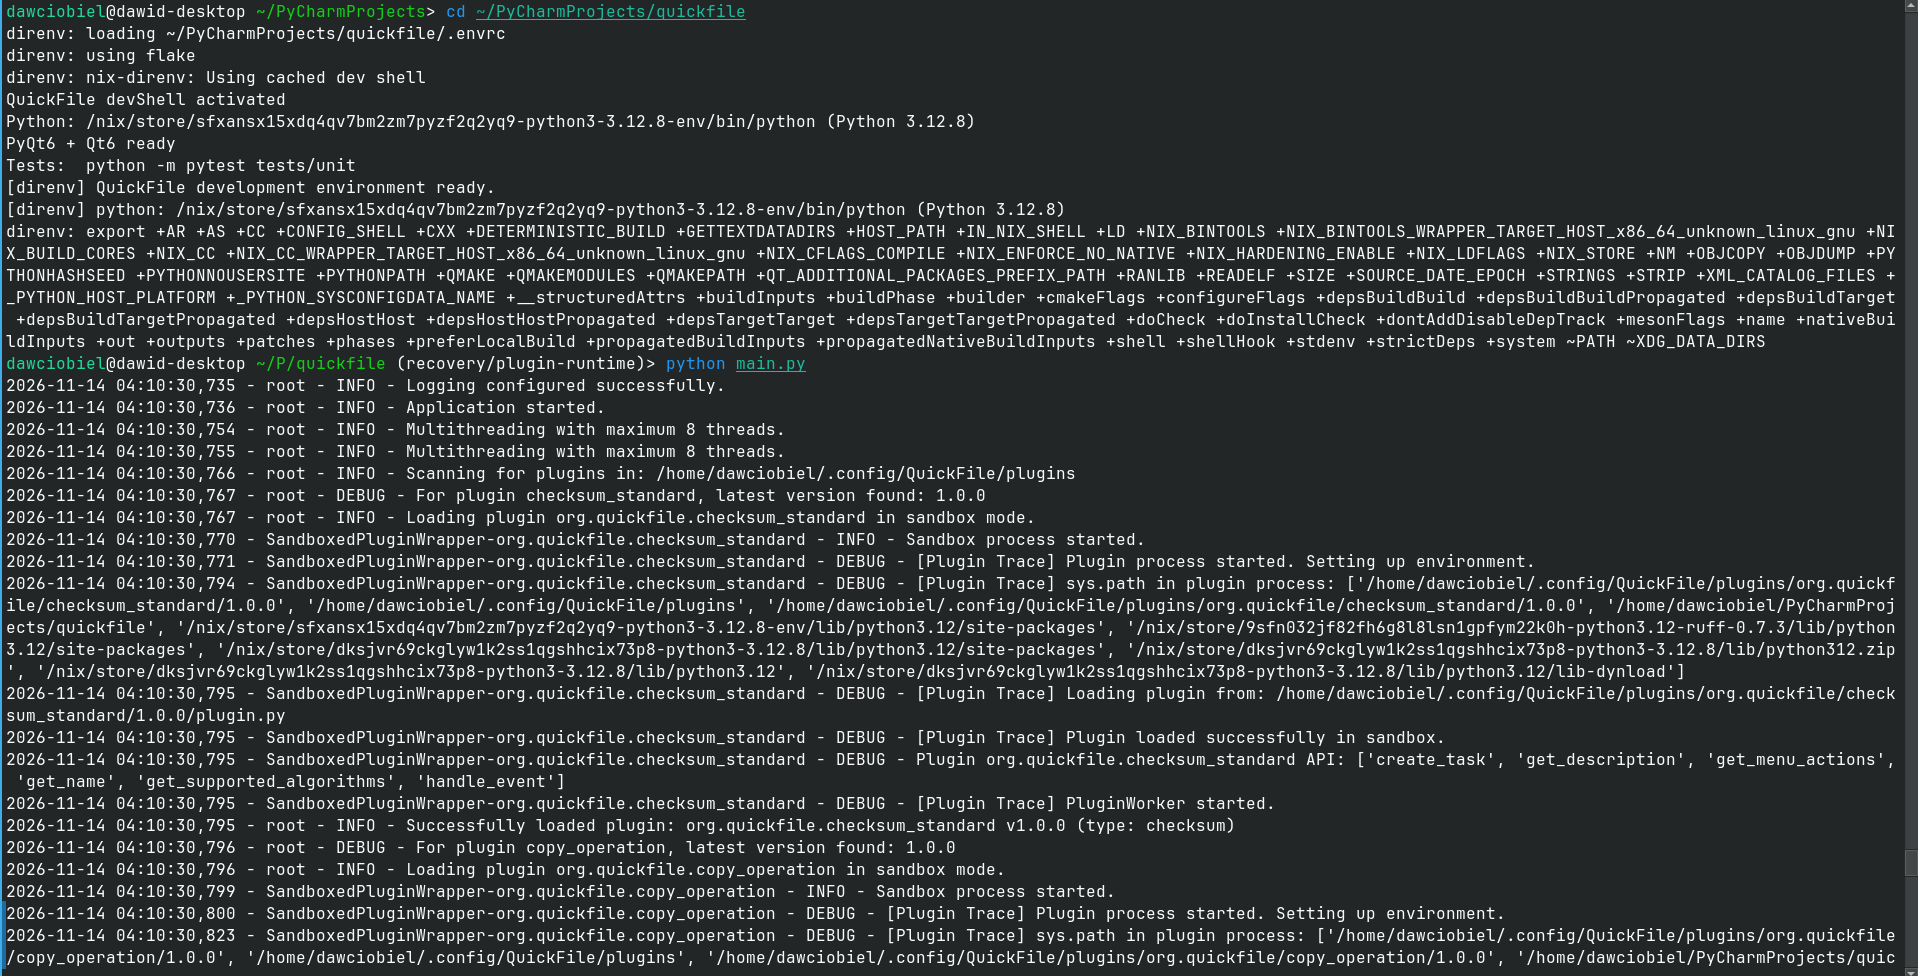 dawciobiel@dawid-desktop ~/PyCharmProjects> cd ~/PyCharmProjects/quickfile
direnv: loading ~/PyCharmProjects/quickfile/.envrc
direnv: using flake
direnv: nix-direnv: Using cached dev shell
QuickFile devShell activated
Python: /nix/store/sfxansx15xdq4qv7bm2zm7pyzf2q2yq9-python3-3.12.8-env/bin/python (Python 3.12.8)
PyQt6 + Qt6 ready
Tests:  python -m pytest tests/unit
[direnv] QuickFile development environment ready.
[direnv] python: /nix/store/sfxansx15xdq4qv7bm2zm7pyzf2q2yq9-python3-3.12.8-env/bin/python (Python 3.12.8)
direnv: export +AR +AS +CC +CONFIG_SHELL +CXX +DETERMINISTIC_BUILD +GETTEXTDATADIRS +HOST_PATH +IN_NIX_SHELL +LD +NIX_BINTOOLS +NIX_BINTOOLS_WRAPPER_TARGET_HOST_x86_64_unknown_linux_gnu +NI
X_BUILD_CORES +NIX_CC +NIX_CC_WRAPPER_TARGET_HOST_x86_64_unknown_linux_gnu +NIX_CFLAGS_COMPILE +NIX_ENFORCE_NO_NATIVE +NIX_HARDENING_ENABLE +NIX_LDFLAGS +NIX_STORE +NM +OBJCOPY +OBJDUMP +PY
THONHASHSEED +PYTHONNOUSERSITE +PYTHONPATH +QMAKE +QMAKEMODULES +QMAKEPATH +QT_ADDITIONAL_PACKAGES_PREFIX_PATH +RANLIB +READELF +SIZE +SOURCE_DATE_EPOCH +STRINGS +STRIP +XML_CATALOG_FILES +
_PYTHON_HOST_PLATFORM +_PYTHON_SYSCONFIGDATA_NAME +__structuredAttrs +buildInputs +buildPhase +builder +cmakeFlags +configureFlags +depsBuildBuild +depsBuildBuildPropagated +depsBuildTarget
 +depsBuildTargetPropagated +depsHostHost +depsHostHostPropagated +depsTargetTarget +depsTargetTargetPropagated +doCheck +doInstallCheck +dontAddDisableDepTrack +mesonFlags +name +nativeBui
ldInputs +out +outputs +patches +phases +preferLocalBuild +propagatedBuildInputs +propagatedNativeBuildInputs +shell +shellHook +stdenv +strictDeps +system ~PATH ~XDG_DATA_DIRS
dawciobiel@dawid-desktop ~/P/quickfile (recovery/plugin-runtime)> python main.py
2026-11-14 04:10:30,735 - root - INFO - Logging configured successfully.
2026-11-14 04:10:30,736 - root - INFO - Application started.
2026-11-14 04:10:30,754 - root - INFO - Multithreading with maximum 8 threads.
2026-11-14 04:10:30,755 - root - INFO - Multithreading with maximum 8 threads.
2026-11-14 04:10:30,766 - root - INFO - Scanning for plugins in: /home/dawciobiel/.config/QuickFile/plugins
2026-11-14 04:10:30,767 - root - DEBUG - For plugin checksum_standard, latest version found: 1.0.0
2026-11-14 04:10:30,767 - root - INFO - Loading plugin org.quickfile.checksum_standard in sandbox mode.
2026-11-14 04:10:30,770 - SandboxedPluginWrapper-org.quickfile.checksum_standard - INFO - Sandbox process started.
2026-11-14 04:10:30,771 - SandboxedPluginWrapper-org.quickfile.checksum_standard - DEBUG - [Plugin Trace] Plugin process started. Setting up environment.
2026-11-14 04:10:30,794 - SandboxedPluginWrapper-org.quickfile.checksum_standard - DEBUG - [Plugin Trace] sys.path in plugin process: ['/home/dawciobiel/.config/QuickFile/plugins/org.quickf
ile/checksum_standard/1.0.0', '/home/dawciobiel/.config/QuickFile/plugins', '/home/dawciobiel/.config/QuickFile/plugins/org.quickfile/checksum_standard/1.0.0', '/home/dawciobiel/PyCharmProj
ects/quickfile', '/nix/store/sfxansx15xdq4qv7bm2zm7pyzf2q2yq9-python3-3.12.8-env/lib/python3.12/site-packages', '/nix/store/9sfn032jf82fh6g8l8lsn1gpfym22k0h-python3.12-ruff-0.7.3/lib/python
3.12/site-packages', '/nix/store/dksjvr69ckglyw1k2ss1qgshhcix73p8-python3-3.12.8/lib/python3.12/site-packages', '/nix/store/dksjvr69ckglyw1k2ss1qgshhcix73p8-python3-3.12.8/lib/python312.zip
', '/nix/store/dksjvr69ckglyw1k2ss1qgshhcix73p8-python3-3.12.8/lib/python3.12', '/nix/store/dksjvr69ckglyw1k2ss1qgshhcix73p8-python3-3.12.8/lib/python3.12/lib-dynload']
2026-11-14 04:10:30,795 - SandboxedPluginWrapper-org.quickfile.checksum_standard - DEBUG - [Plugin Trace] Loading plugin from: /home/dawciobiel/.config/QuickFile/plugins/org.quickfile/check
sum_standard/1.0.0/plugin.py
2026-11-14 04:10:30,795 - SandboxedPluginWrapper-org.quickfile.checksum_standard - DEBUG - [Plugin Trace] Plugin loaded successfully in sandbox.
2026-11-14 04:10:30,795 - SandboxedPluginWrapper-org.quickfile.checksum_standard - DEBUG - Plugin org.quickfile.checksum_standard API: ['create_task', 'get_description', 'get_menu_actions',
 'get_name', 'get_supported_algorithms', 'handle_event']
2026-11-14 04:10:30,795 - SandboxedPluginWrapper-org.quickfile.checksum_standard - DEBUG - [Plugin Trace] PluginWorker started.
2026-11-14 04:10:30,795 - root - INFO - Successfully loaded plugin: org.quickfile.checksum_standard v1.0.0 (type: checksum)
2026-11-14 04:10:30,796 - root - DEBUG - For plugin copy_operation, latest version found: 1.0.0
2026-11-14 04:10:30,796 - root - INFO - Loading plugin org.quickfile.copy_operation in sandbox mode.
2026-11-14 04:10:30,799 - SandboxedPluginWrapper-org.quickfile.copy_operation - INFO - Sandbox process started.
2026-11-14 04:10:30,800 - SandboxedPluginWrapper-org.quickfile.copy_operation - DEBUG - [Plugin Trace] Plugin process started. Setting up environment.
2026-11-14 04:10:30,823 - SandboxedPluginWrapper-org.quickfile.copy_operation - DEBUG - [Plugin Trace] sys.path in plugin process: ['/home/dawciobiel/.config/QuickFile/plugins/org.quickfile
/copy_operation/1.0.0', '/home/dawciobiel/.config/QuickFile/plugins', '/home/dawciobiel/.config/QuickFile/plugins/org.quickfile/copy_operation/1.0.0', '/home/dawciobiel/PyCharmProjects/quic